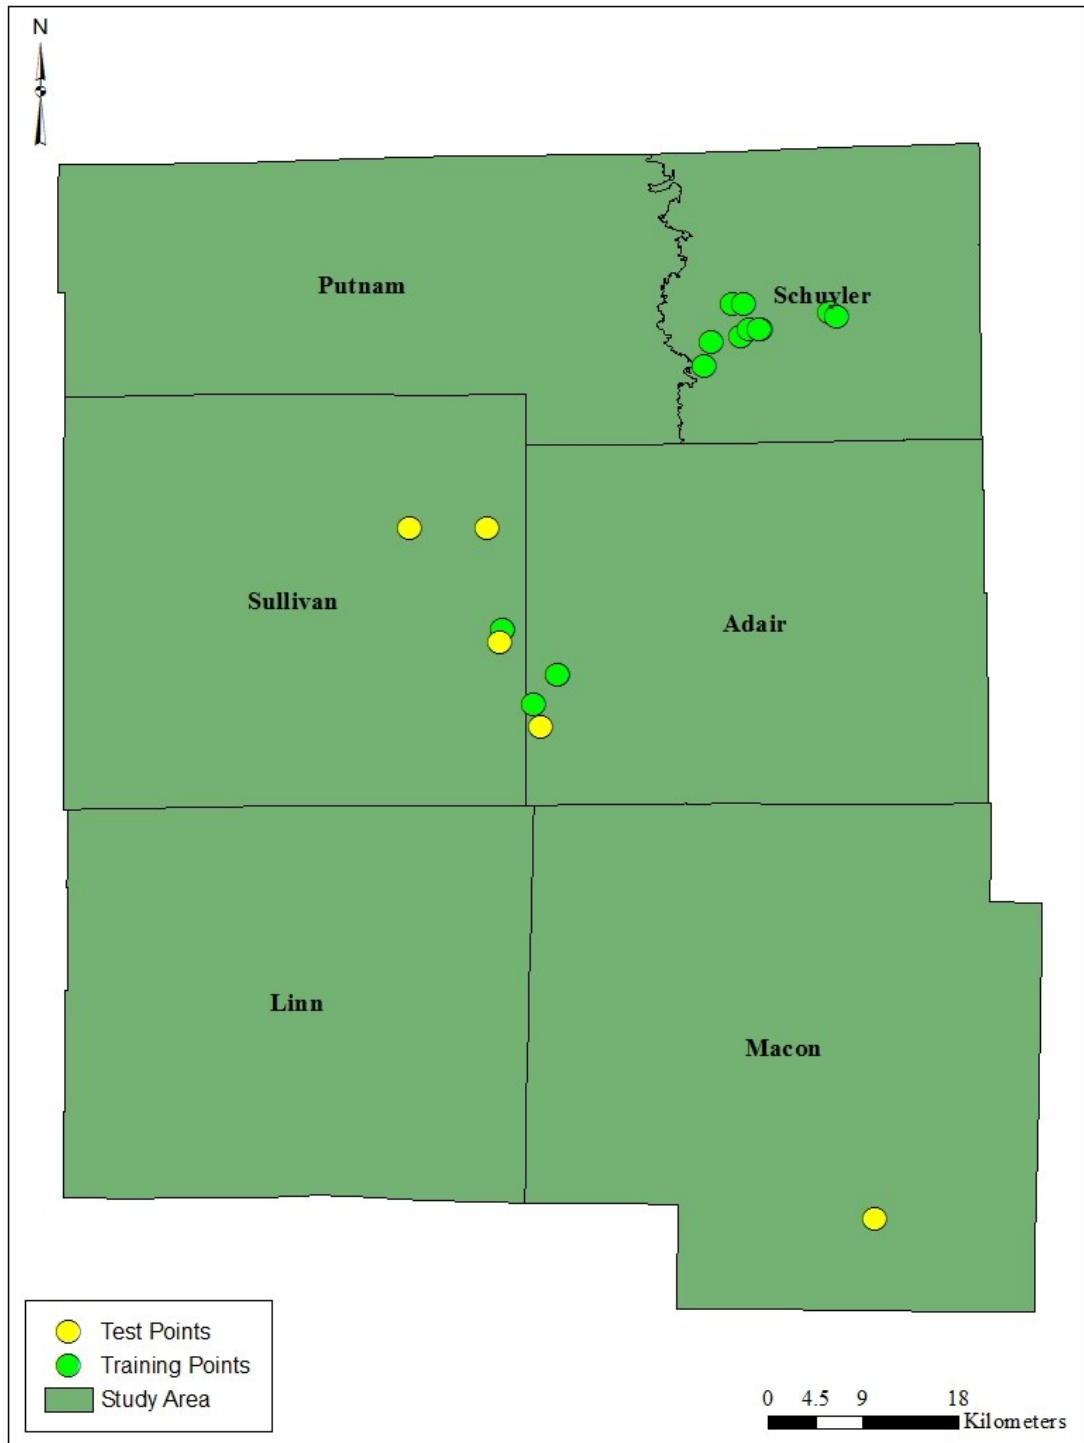 N
Putnam
Schuyler
Sullivan
Adair
Linn
Macon
Test Points
Training Points
Study Area
0 4.5 9 18
Kilometers